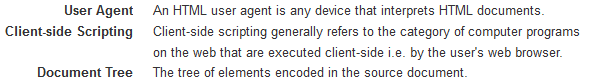 User Agent An HTML user agent is any device that interprets HTML documents.
Client-side Scripting Client-side scripting generally refers to the category of computer programs
on the web that are executed client-side i.e. by the user's web browser.
Document Tree The tree of elements encoded in the source document.